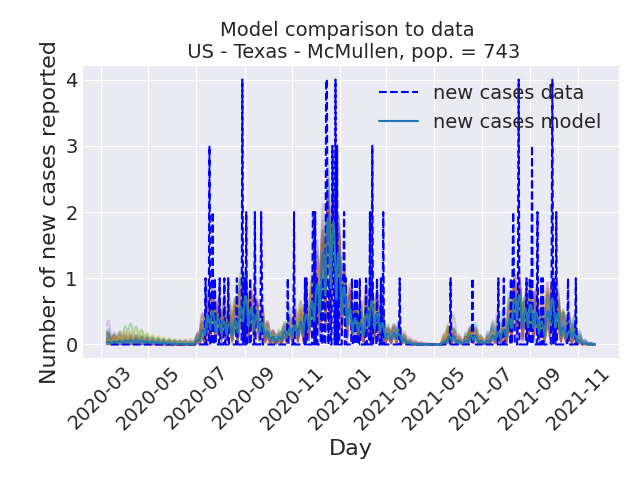 Model comparison to data
US - Texas - McMullen, pop. = 743
Number of new cases reported
4
3
2
1
0
new cases data
new cases model
2020-03
2020-05
2020-07
2020-09
2020-11
2021-01
2021-03
2021-05
2021-07
2021-09
2021-11
Day